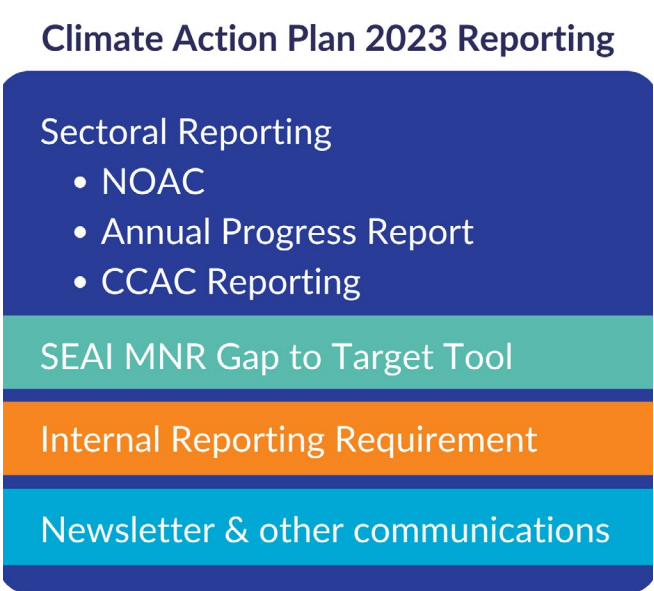 Climate Action Plan 2023 Reporting
Sectoral Reporting
• NOAC
• Annual Progress Report
• CCAC Reporting
SEAI MNR Gap to Target Tool
Internal Reporting Requirement
Newsletter & other communications